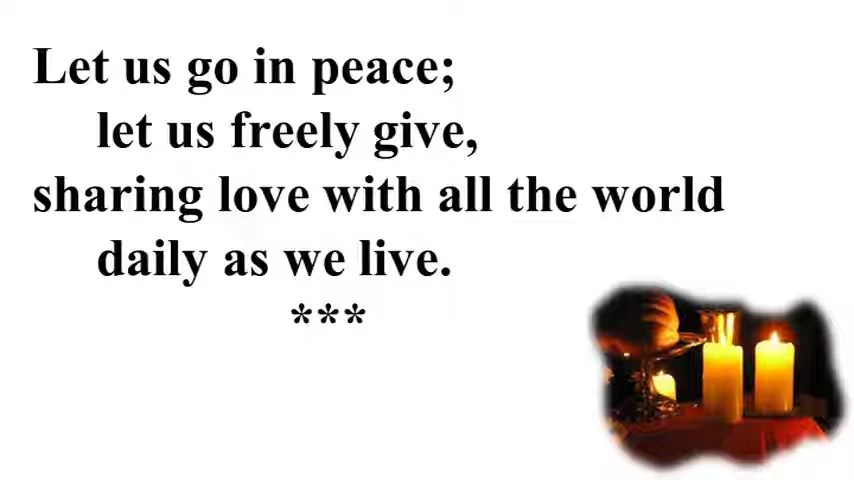 Let us go in peace;
let us freely give,
sharing love with all the world
daily as we live.
***